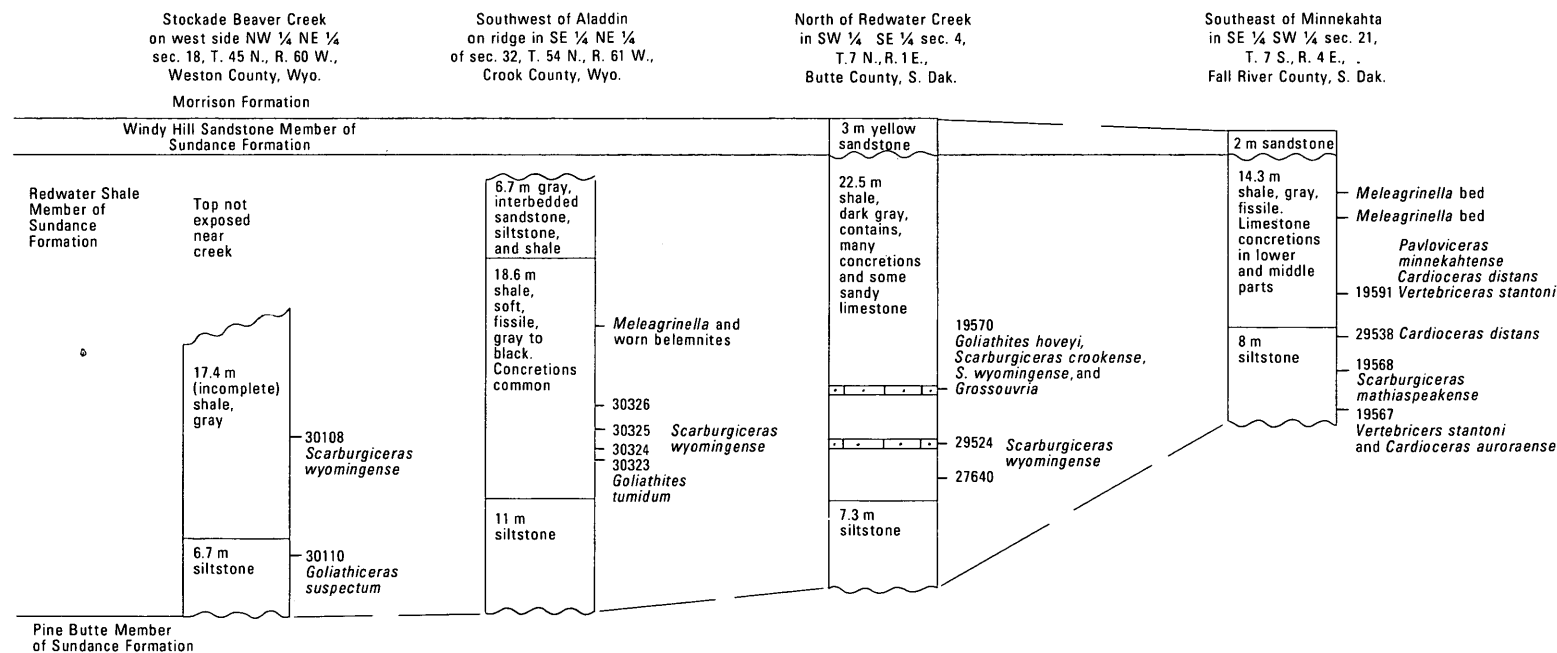 Stockade Beaver Creek
on west side NW ¼ NE ¼
sec. 18, T. 45 N., R. 60 W.,
Weston County, Wyo.
Southwest of Aladdin
on ridge in SE ¼ NE ¼
of sec. 32, T. 54 N., R. 61 W.,
Crook County, Wyo.
North of Redwater Creek
in SW ¼ SE ¼ sec. 4,
T.7 N., R. 1 E.,
Butte County, S. Dak.
Southeast of Minnekahta
in SE ¼ SW ¼ sec. 21,
T. 7 S., R. 4 E.,
Fall River County, S. Dak.
Morrison Formation
Windy Hill Sandstone Member of
Sundance Formation
Redwater Shale
Member of
Sundance
Formation
Top not
exposed
near
creek
17.4 m
(incomplete)
shale,
gray
30108
Scarburgiceras
wyomingense
6.7 m
siltstone
30110
Goliathiceras
suspectum
Pine Butte Member
of Sundance Formation
6.7 m gray,
interbedded
sandstone,
siltstone,
and shale
18.6 m
shale,
soft,
fissile,
gray to
black.
Concretions
common
Meleagrinella and
worn belemnites
30326
30325
30324
30323
Scarburgiceras
wyomingense
Goliathites
tumidum
11 m
siltstone
3 m yellow
sandstone
22.5 m
shale,
dark gray,
contains,
many
concretions
and some
sandy
limestone
19570
Goliathites hoveyi,
Scarburgiceras crookense,
S. wyomingense, and
Grossouvria
29524 Scarburgiceras
wyomingense
27640
7.3 m
siltstone
2 m sandstone
14.3 m
shale, gray,
fissile.
Limestone
concretions
in lower
and middle
parts
Meleagrinella bed
Meleagrinella bed
Pavloviceras
minnekahtense
Cardioceras distans
19591 Vertebriceras stantoni
29538 Cardioceras distans
8 m
siltstone
19568
Scarburgiceras
mathiaspeakense
19567
Vertebricers stantoni
and Cardioceras auroraense